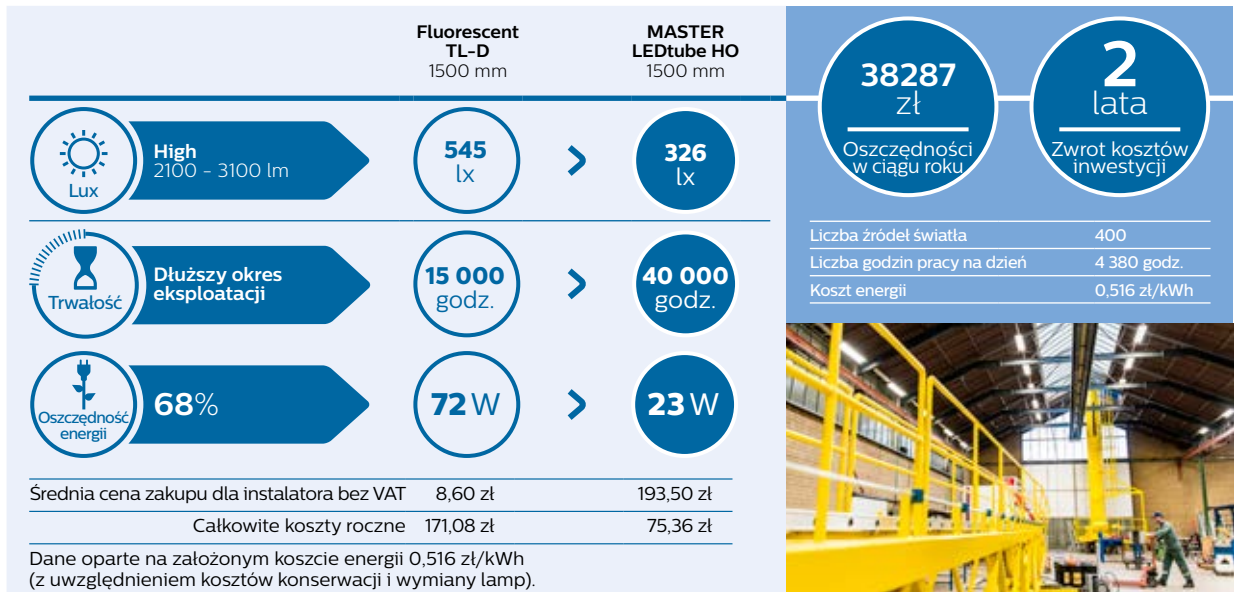 Fluorescent
TL-D
1500 mm
MASTER
LEDtube HO
1500 mm
Lux
High
2100 - 3100 lm
545
lx
>
326
lx
Trwałość
Dłuższy okres
eksploatacji
15 000
godz.
>
40 000
godz.
Oszczędność
energii
68%
72 W
>
23 W
Średnia cena zakupu dla instalatora bez VAT 8,60 zł 193,50 zł
Całkowite koszty roczne 171,08 zł 75,36 zł
Dane oparte na założonym koszcie energii 0,516 zł/kWh
(z uwzględnieniem kosztów konserwacji i wymiany lamp).
38287
zł
Oszczędności
w ciągu roku
2
lata
Zwrot kosztów
inwestycji
Liczba źródeł światła 400
Liczba godzin pracy na dzień 4 380 godz.
Koszt energii 0,516 zł/kWh